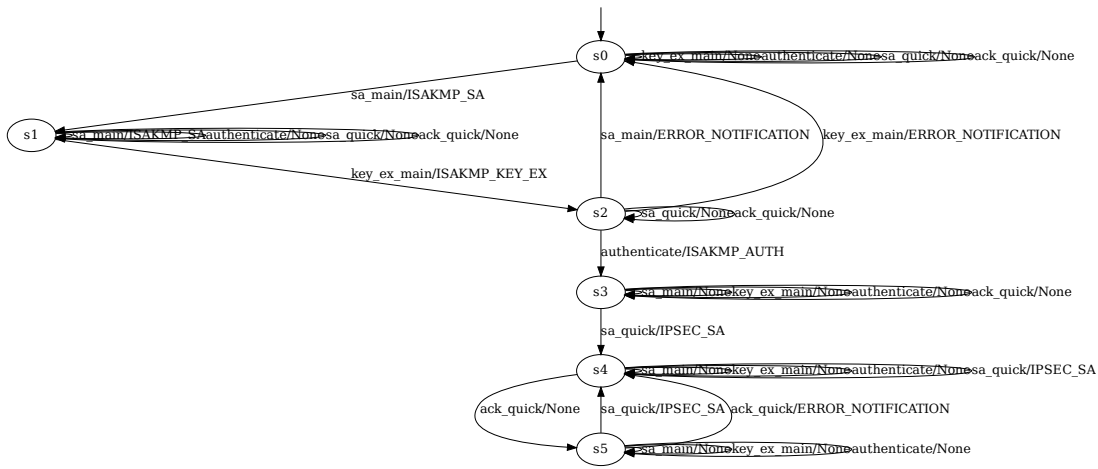 s0
key_ex_main/None
authenticate/None
sa_quick/None
ack_quick/None
sa_main/ISAKMP_SA
s1
sa_main/ISAKMP_SA
authenticate/None
sa_quick/None
ack_quick/None
sa_main/ERROR_NOTIFICATION
key_ex_main/ERROR_NOTIFICATION
key_ex_main/ISAKMP_KEY_EX
s2
sa_quick/None
ack_quick/None
authenticate/ISAKMP_AUTH
s3
sa_main/None
key_ex_main/None
authenticate/None
ack_quick/None
sa_quick/IPSEC_SA
s4
sa_main/None
key_ex_main/None
authenticate/None
sa_quick/IPSEC_SA
ack_quick/None
sa_quick/IPSEC_SA
ack_quick/ERROR_NOTIFICATION
s5
sa_main/None
key_ex_main/None
authenticate/None